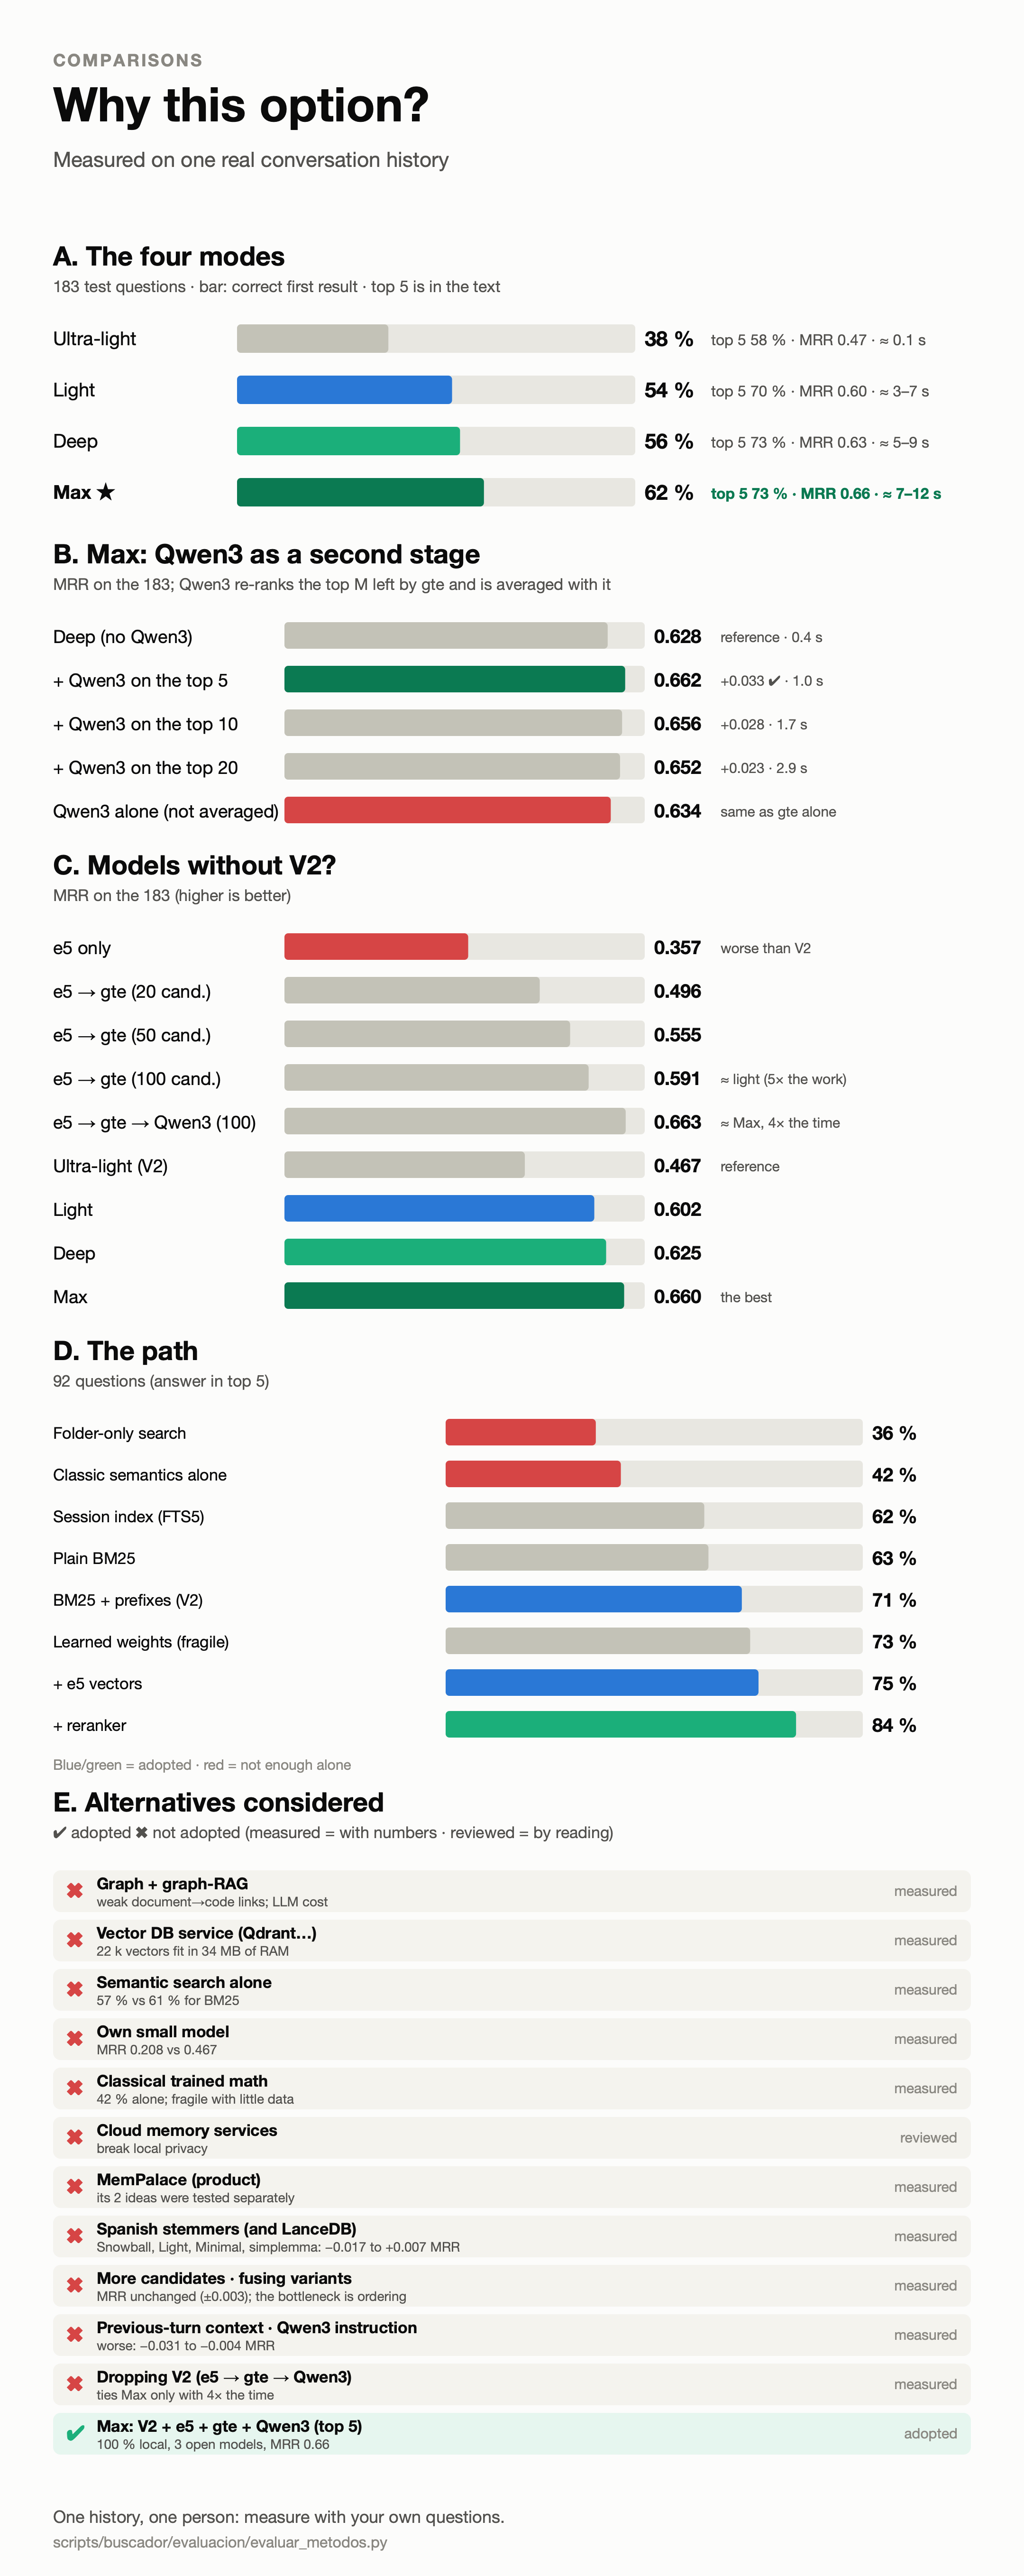 COMPARISONS
Why this option?
Measured on one real conversation history
A. The four modes
183 test questions · bar: correct first result · top 5 is in the text
Ultra-light 38 % top 5 58 % · MRR 0.47 · ≈ 0.1 s
Light 54 % top 5 70 % · MRR 0.60 · ≈ 3–7 s
Deep 56 % top 5 73 % · MRR 0.63 · ≈ 5–9 s
Max ★ 62 % top 5 73 % · MRR 0.66 · ≈ 7–12 s
B. Max: Qwen3 as a second stage
MRR on the 183; Qwen3 re-ranks the top M left by gte and is averaged with it
Deep (no Qwen3) 0.628 reference · 0.4 s
+ Qwen3 on the top 5 0.662 +0.033 ✔ · 1.0 s
+ Qwen3 on the top 10 0.656 +0.028 · 1.7 s
+ Qwen3 on the top 20 0.652 +0.023 · 2.9 s
Qwen3 alone (not averaged) 0.634 same as gte alone
C. Models without V2?
MRR on the 183 (higher is better)
e5 only 0.357 worse than V2
e5 → gte (20 cand.) 0.496
e5 → gte (50 cand.) 0.555
e5 → gte (100 cand.) 0.591 ≈ light (5× the work)
e5 → gte → Qwen3 (100) 0.663 ≈ Max, 4× the time
Ultra-light (V2) 0.467 reference
Light 0.602
Deep 0.625
Max 0.660 the best
D. The path
92 questions (answer in top 5)
Folder-only search 36 %
Classic semantics alone 42 %
Session index (FTS5) 62 %
Plain BM25 63 %
BM25 + prefixes (V2) 71 %
Learned weights (fragile) 73 %
+ e5 vectors 75 %
+ reranker 84 %
Blue/green = adopted · red = not enough alone
E. Alternatives considered
✔ adopted ✖ not adopted (measured = with numbers · reviewed = by reading)
✖ Graph + graph-RAG measured
weak document→code links; LLM cost
✖ Vector DB service (Qdrant…) measured
22 k vectors fit in 34 MB of RAM
✖ Semantic search alone measured
57 % vs 61 % for BM25
✖ Own small model measured
MRR 0.208 vs 0.467
✖ Classical trained math measured
42 % alone; fragile with little data
✖ Cloud memory services reviewed
break local privacy
✖ MemPalace (product) measured
its 2 ideas were tested separately
✖ Spanish stemmers (and LanceDB) measured
Snowball, Light, Minimal, simplemma: −0.017 to +0.007 MRR
✖ More candidates · fusing variants measured
MRR unchanged (±0.003); the bottleneck is ordering
✖ Previous-turn context · Qwen3 instruction measured
worse: −0.031 to −0.004 MRR
✖ Dropping V2 (e5 → gte → Qwen3) measured
ties Max only with 4× the time
✔ Max: V2 + e5 + gte + Qwen3 (top 5) adopted
100 % local, 3 open models, MRR 0.66
One history, one person: measure with your own questions.
scripts/buscador/evaluacion/evaluar_metodos.py